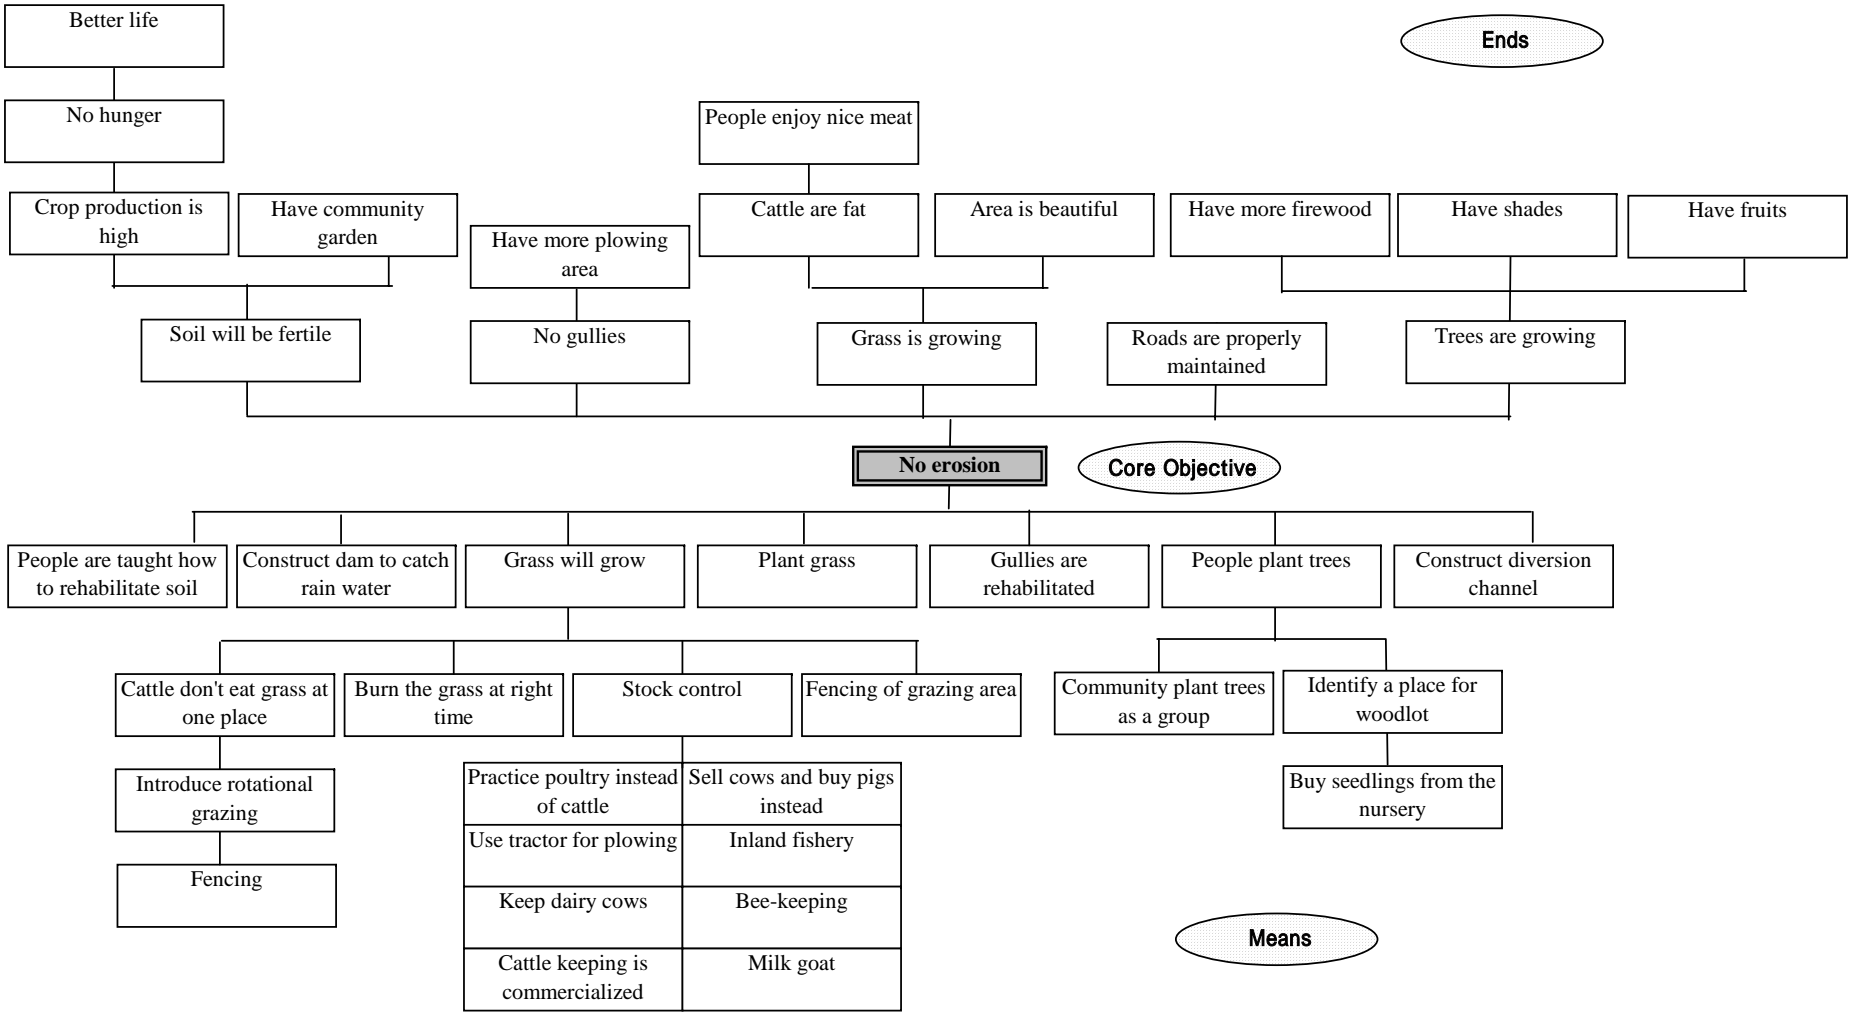 Better life
Ends
No hunger
People enjoy nice meat
Crop production is
high
Have community
garden
Have more plowing
area
Cattle are fat
Area is beautiful
Have more firewood
Have shades
Have fruits
Soil will be fertile
No gullies
Grass is growing
Roads are properly
maintained
Trees are growing
No erosion
Core Objective
People are taught how
to rehabilitate soil
Construct dam to catch
rain water
Grass will grow
Plant grass
Gullies are
rehabilitated
People plant trees
Construct diversion
channel
Cattle don't eat grass at
one place
Burn the grass at right
time
Stock control
Fencing of grazing area
Community plant trees
as a group
Identify a place for
woodlot
Introduce rotational
grazing
Practice poultry instead
of cattle
Sell cows and buy pigs
instead
Buy seedlings from the
nursery
Use tractor for plowing
Inland fishery
Fencing
Keep dairy cows
Bee-keeping
Means
Cattle keeping is
commercialized
Milk goat